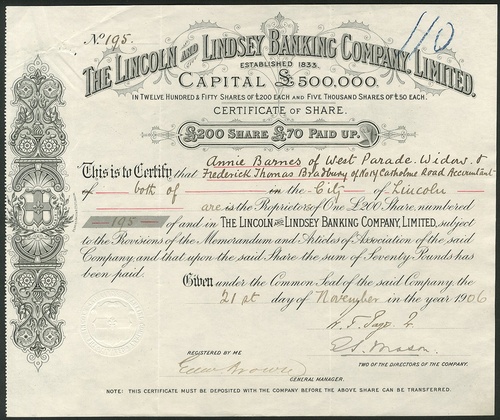 No. 195.
110
THE LINCOLN AND LINDSEY BANKING COMPANY, LIMITED.
ESTABLISHED 1833.
CAPITAL £500,000.
IN TWELVE HUNDRED & FIFTY SHARES OF £200 EACH AND FIVE THOUSAND SHARES OF £50 EACH.
CERTIFICATE OF SHARE.
£200 SHARE £70 PAID UP.
Annie Barnes of West Parade. Widow. &
This is to Certify that Frederick Thomas Bradbury of Road Accountant
of both of in the City of Lincoln
are is the Proprietors of One £200 Share, numbered
195 of and in THE LINCOLN AND LINDSEY BANKING COMPANY, LIMITED, subject
to the Provisions of the Memorandum and Articles of Association of the said
Company, and that upon the said Share the sum of Seventy Pounds has
been paid.
Given under the Common Seal of the said Company, the
21st day of November in the year 1906
REGISTERED BY ME
GENERAL MANAGER.
TWO OF THE DIRECTORS OF THE COMPANY.
NOTE: THIS CERTIFICATE MUST BE DEPOSITED WITH THE COMPANY BEFORE THE ABOVE SHARE CAN BE TRANSFERRED.